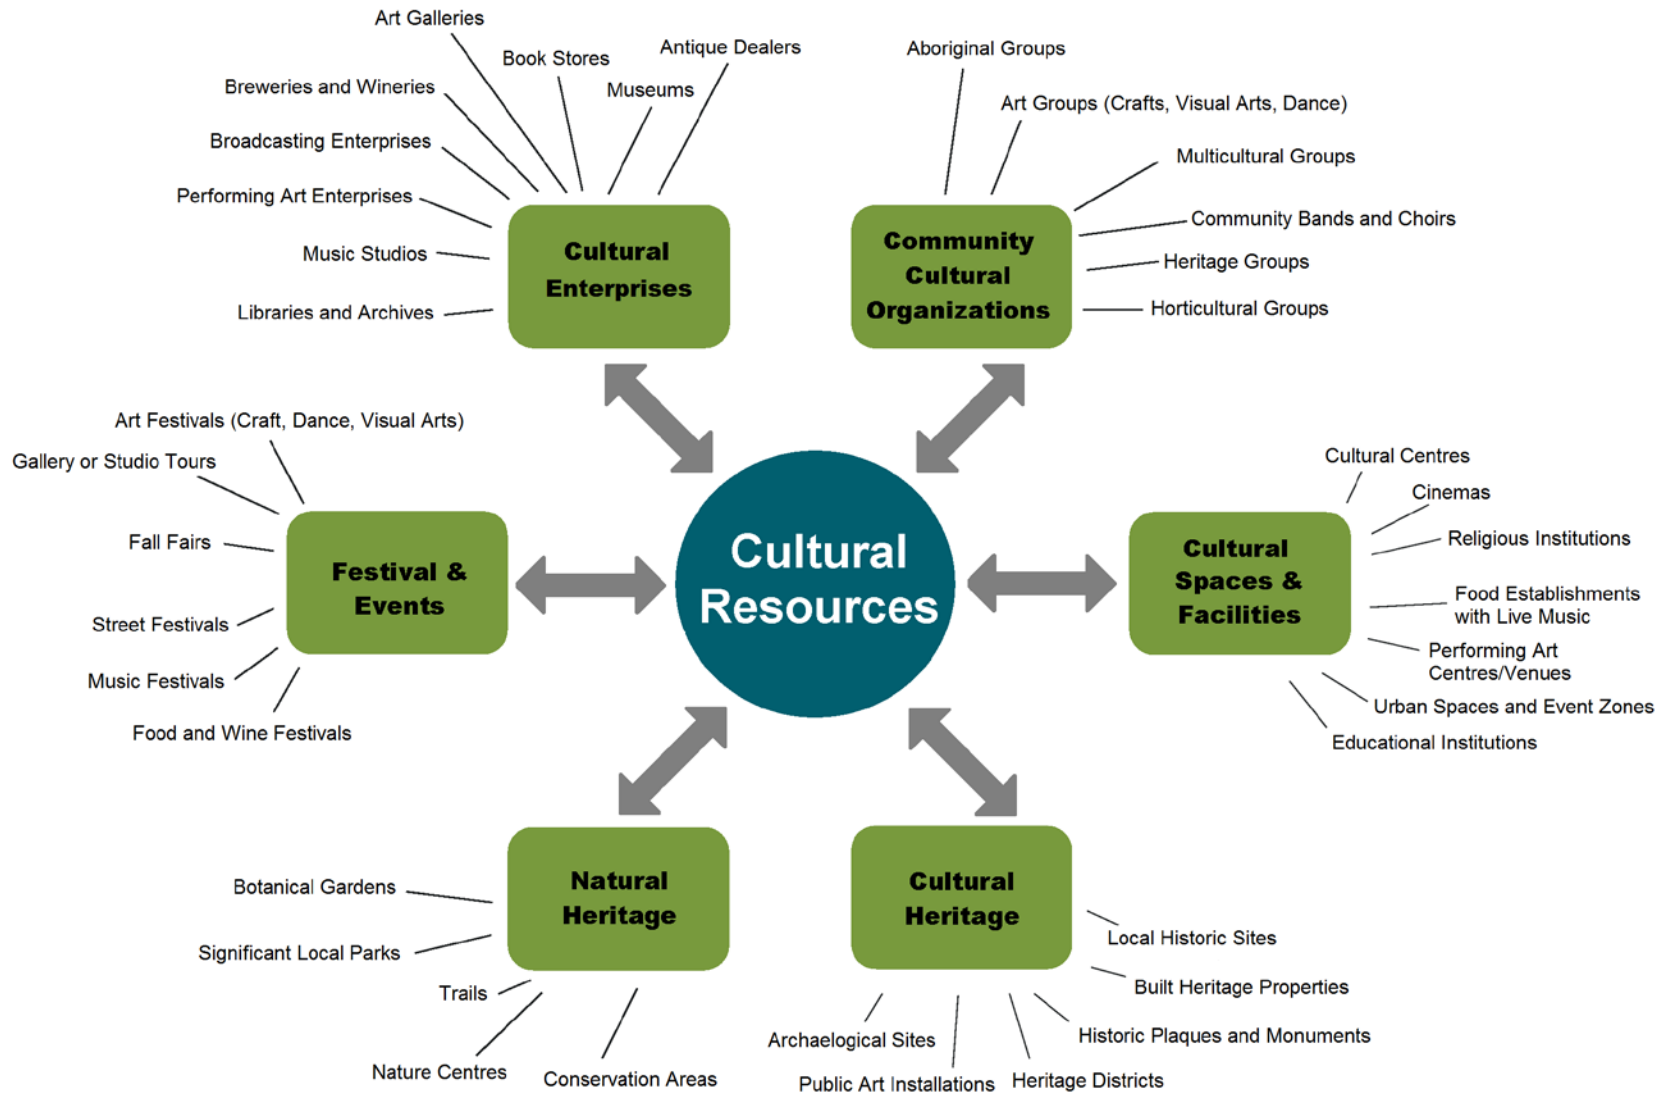 Art Galleries
Book Stores
Antique Dealers
Museums
Breweries and Wineries
Broadcasting Enterprises
Performing Art Enterprises
Music Studios
Libraries and Archives
Cultural
Enterprises
Aboriginal Groups
Art Groups (Crafts, Visual Arts, Dance)
Multicultural Groups
Community Bands and Choirs
Heritage Groups
Horticultural Groups
Community
Cultural
Organizations
Art Festivals (Craft, Dance, Visual Arts)
Gallery or Studio Tours
Fall Fairs
Street Festivals
Music Festivals
Food and Wine Festivals
Festival &
Events
Cultural
Resources
Cultural
Spaces &
Facilities
Cultural Centres
Cinemas
Religious Institutions
Food Establishments
with Live Music
Performing Art
Centres/Venues
Urban Spaces and Event Zones
Educational Institutions
Natural
Heritage
Botanical Gardens
Significant Local Parks
Trails
Nature Centres
Conservation Areas
Cultural
Heritage
Local Historic Sites
Built Heritage Properties
Historic Plaques and Monuments
Archaelogical Sites
Public Art Installations
Heritage Districts